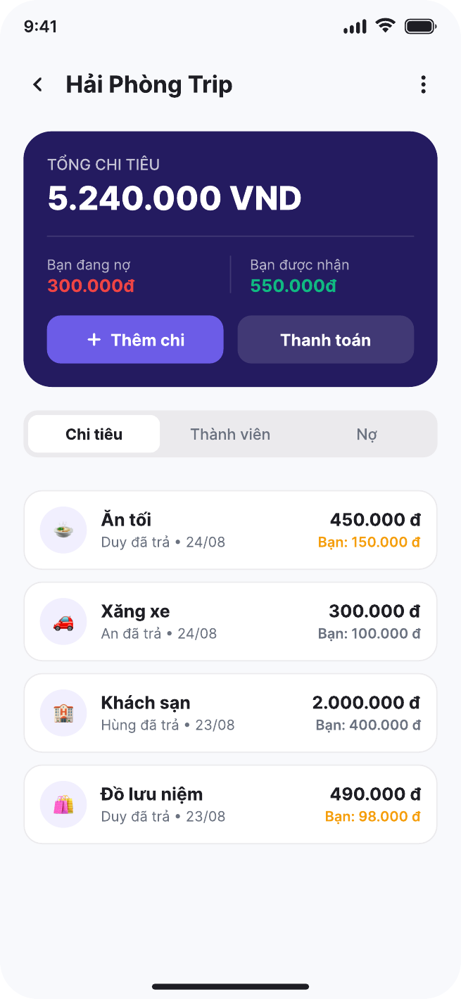 9:41
Hải Phòng Trip
TỔNG CHI TIÊU
5.240.000 VND
Bạn đang nợ
300.000đ
Bạn được nhận
550.000đ
+ Thêm chi
Thanh toán
Chi tiêu
Thành viên
Nợ
Ăn tối
450.000 đ
Duy đã trả • 24/08
Bạn: 150.000 đ
Xăng xe
300.000 đ
An đã trả • 24/08
Bạn: 100.000 đ
Khách sạn
2.000.000 đ
Hùng đã trả • 23/08
Bạn: 400.000 đ
Đồ lưu niệm
490.000 đ
Duy đã trả • 23/08
Bạn: 98.000 đ